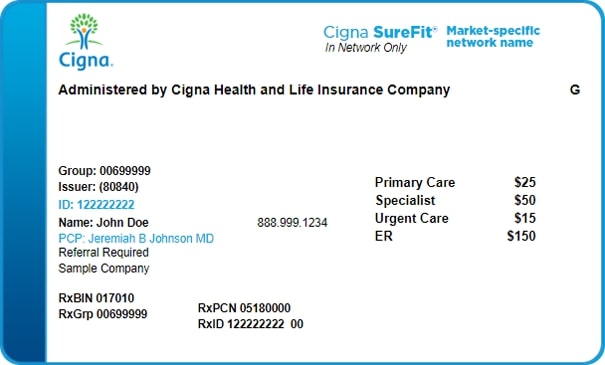 Cigna.
Cigna SureFit® Market-specific
In Network Only network name
Administered by Cigna Health and Life Insurance Company G
Group: 00699999
Issuer: (80840)
ID: 122222222
Name: John Doe 888.999.1234
PCP: Jeremiah B Johnson MD
Referral Required
Sample Company
Primary Care $25
Specialist $50
Urgent Care $15
ER $150
RxBIN 017010
RxGrp 00699999
RxPCN 05180000
RxID 122222222 00